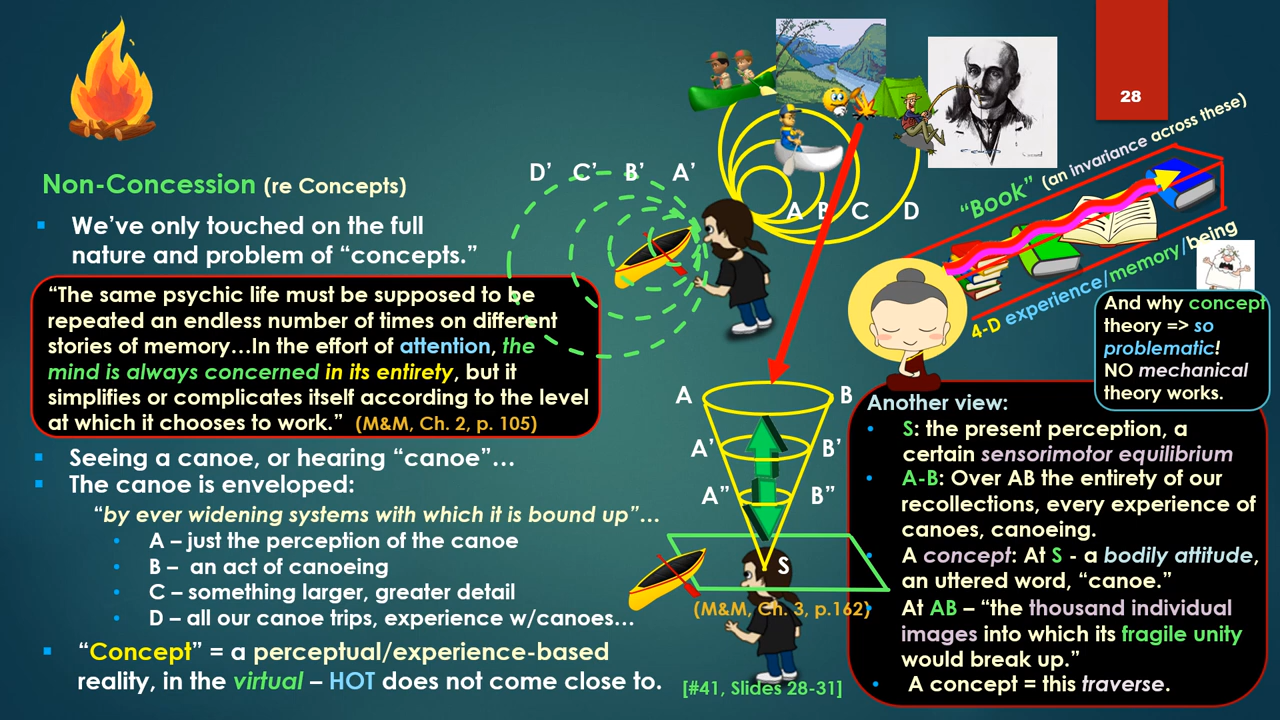 28
D’ C’ B’ A’
A B C D
“Book” (an invariance across these)
4-D experience/memory/being
Non-Concession (re Concepts)
We’ve only touched on the full
nature and problem of “concepts.”
“The same psychic life must be supposed to be
repeated an endless number of times on different
stories of memory…In the effort of attention, the
mind is always concerned in its entirety, but it
simplifies or complicates itself according to the level
at which it chooses to work.” (M&M, Ch. 2, p. 105)
Seeing a canoe, or hearing “canoe”…
The canoe is enveloped:
“by ever widening systems with which it is bound up”…
A – just the perception of the canoe
B – an act of canoeing
C – something larger, greater detail
D – all our canoe trips, experience w/canoes…
“Concept” = a perceptual/experience-based
reality, in the virtual – HOT does not come close to.
A B
A’ B’
A” B”
S
(M&M, Ch. 3, p.162)
[#41, Slides 28-31]
And why concept
theory => so
problematic!
NO mechanical
theory works.
Another view:
S: the present perception, a
certain sensorimotor equilibrium
A-B: Over AB the entirety of our
recollections, every experience of
canoes, canoeing.
A concept: At S - a bodily attitude,
an uttered word, “canoe.”
At AB – “the thousand individual
images into which its fragile unity
would break up.”
A concept = this traverse.